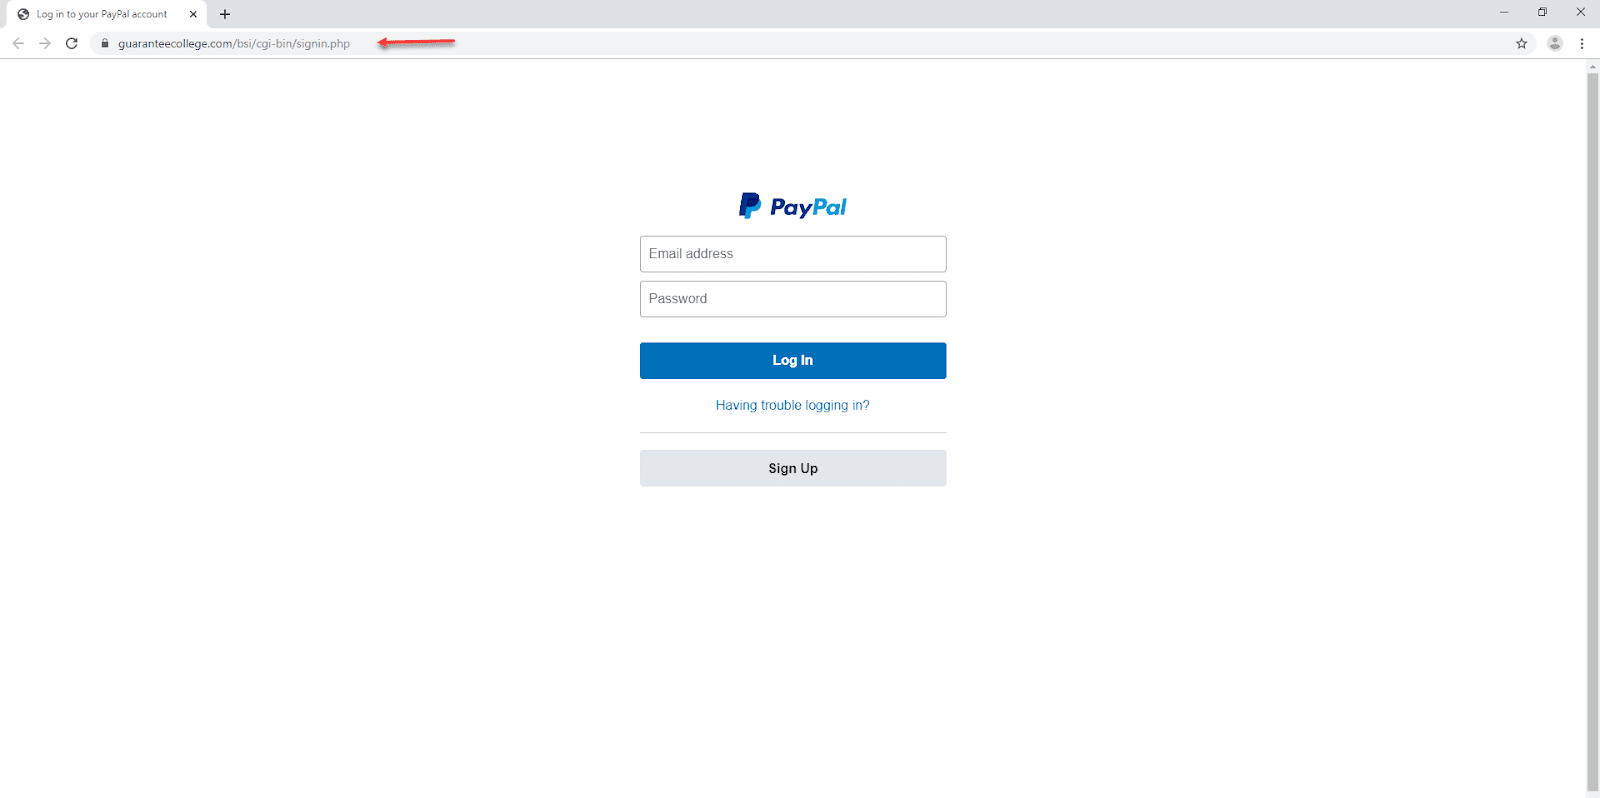 Log in to your PayPal account
guaranteecollege.com/bsi/cgi-bin/signin.php
PayPal
Email address
Password
Log In
Having trouble logging in?
Sign Up